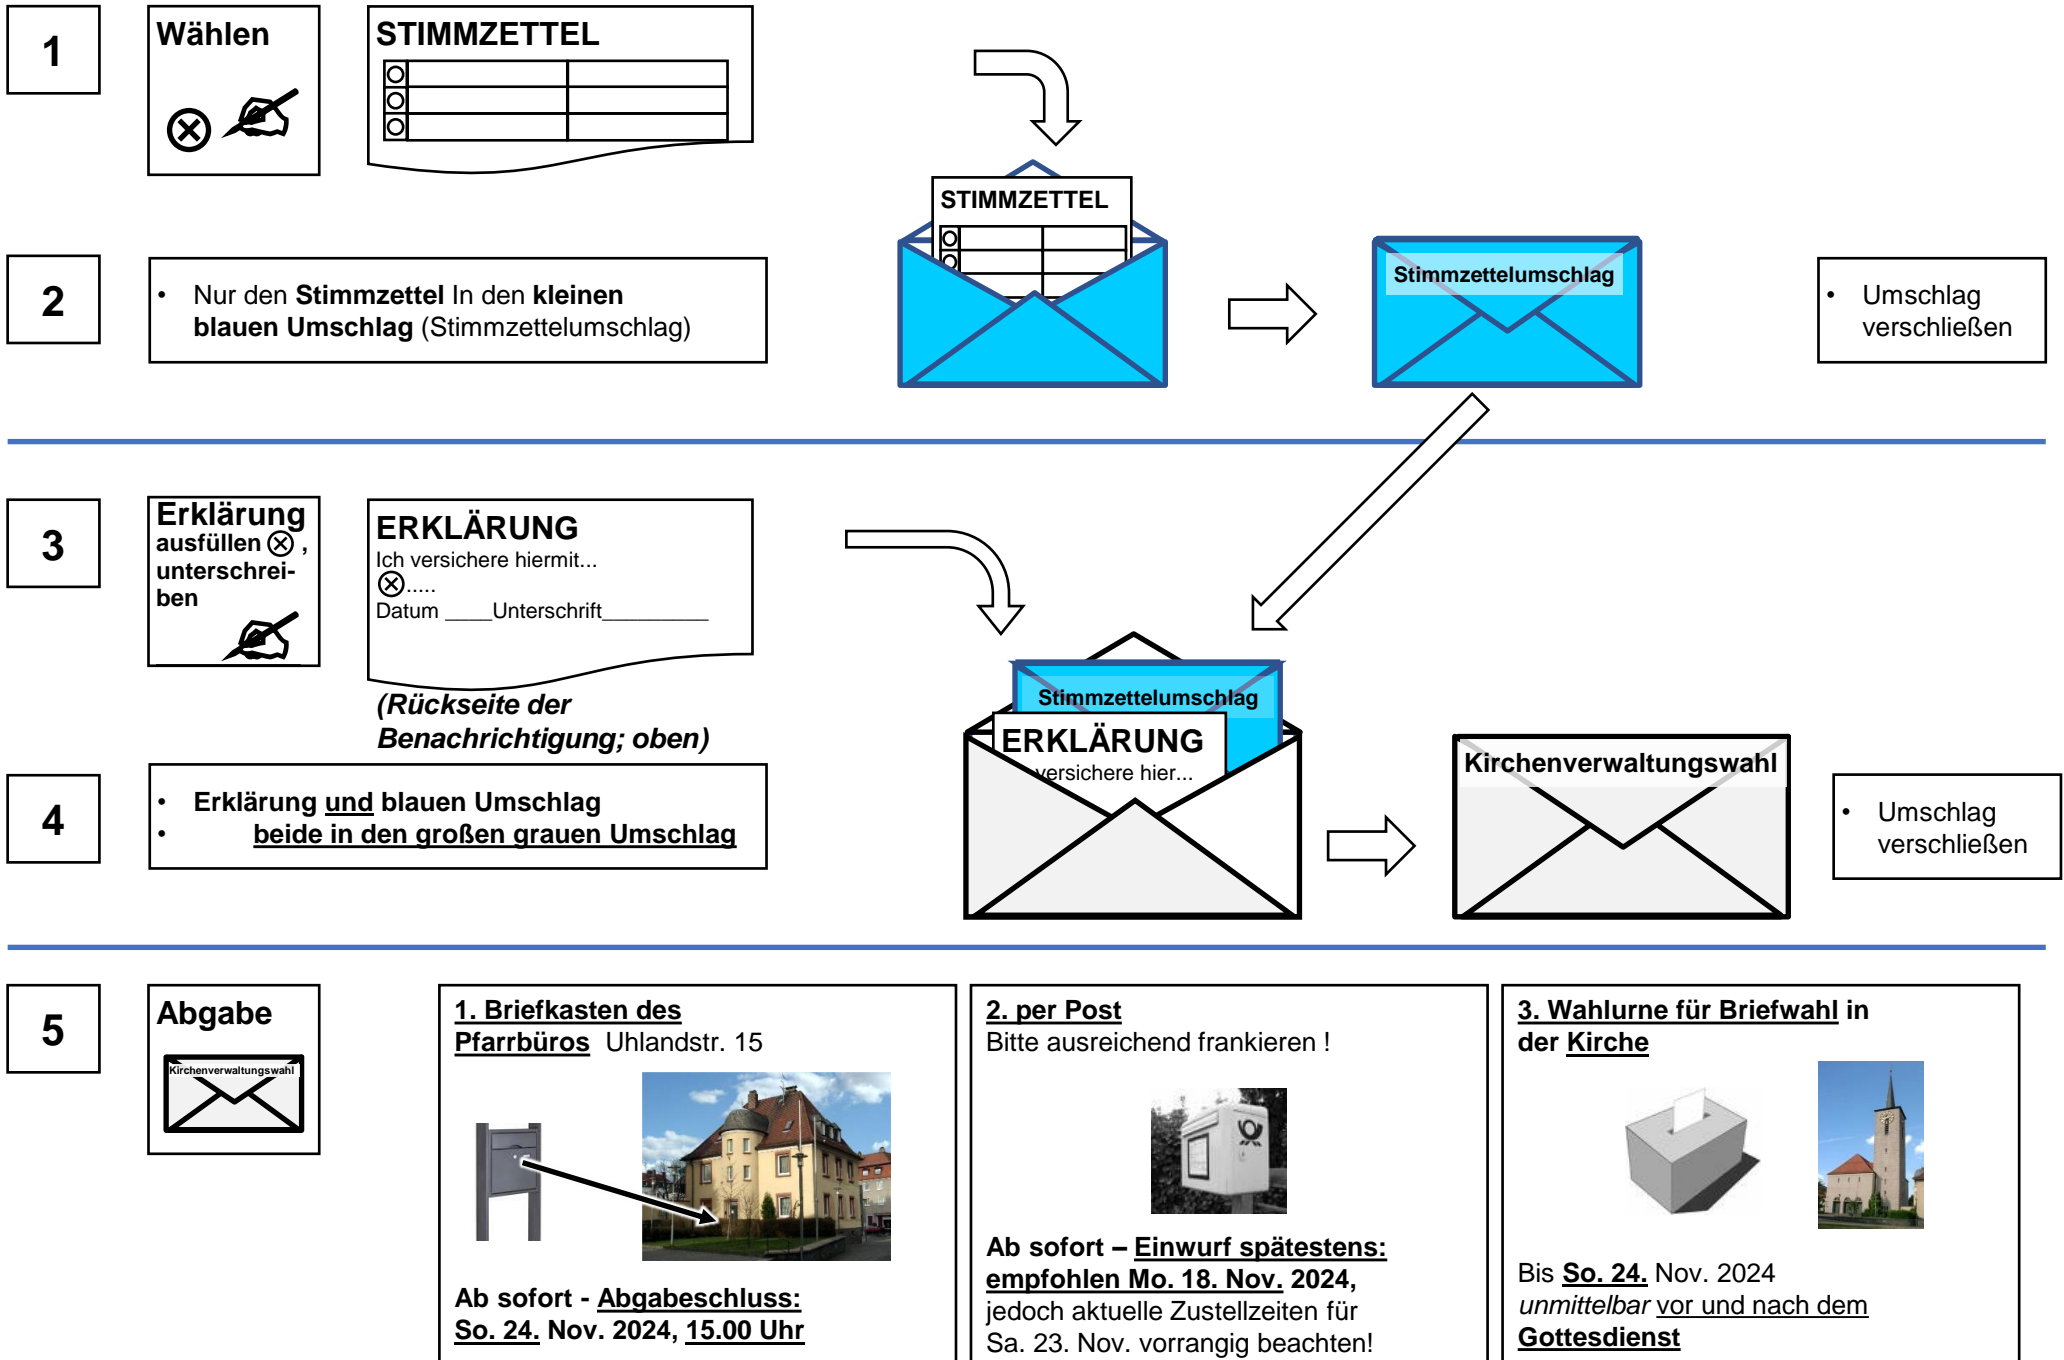 1
Wählen
STIMMZETTEL
STIMMZETTEL
2
• Nur den Stimmzettel In den kleinen
blauen Umschlag (Stimmzettelumschlag)
Stimmzettelumschlag
• Umschlag
verschließen
3
Erklärung
ausfüllen ⊗ ,
unterschrei-
ben
ERKLÄRUNG
Ich versichere hiermit...
⊗.....
Datum ____Unterschrift_________
(Rückseite der
Benachrichtigung; oben)
Stimmzettelumschlag
ERKLÄRUNG
versichere hier...
Kirchenverwaltungswahl
4
• Erklärung und blauen Umschlag
• beide in den großen grauen Umschlag
• Umschlag
verschließen
5
Abgabe
Kirchenverwaltungswahl
1. Briefkasten des
Pfarrbüros Uhlandstr. 15
Ab sofort - Abgabeschluss:
So. 24. Nov. 2024, 15.00 Uhr
2. per Post
Bitte ausreichend frankieren !
Ab sofort – Einwurf spätestens:
empfohlen Mo. 18. Nov. 2024,
jedoch aktuelle Zustellzeiten für
Sa. 23. Nov. vorrangig beachten!
3. Wahlurne für Briefwahl in
der Kirche
Bis So. 24. Nov. 2024
unmittelbar vor und nach dem
Gottesdienst